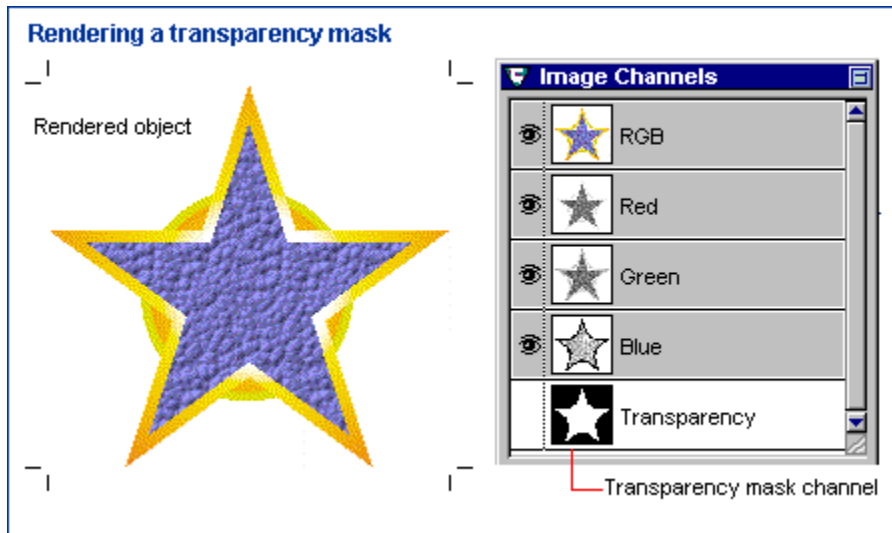 Rendering a transparency mask
Rendered object
Image Channels
RGB
Red
Green
Blue
Transparency
Transparency mask channel